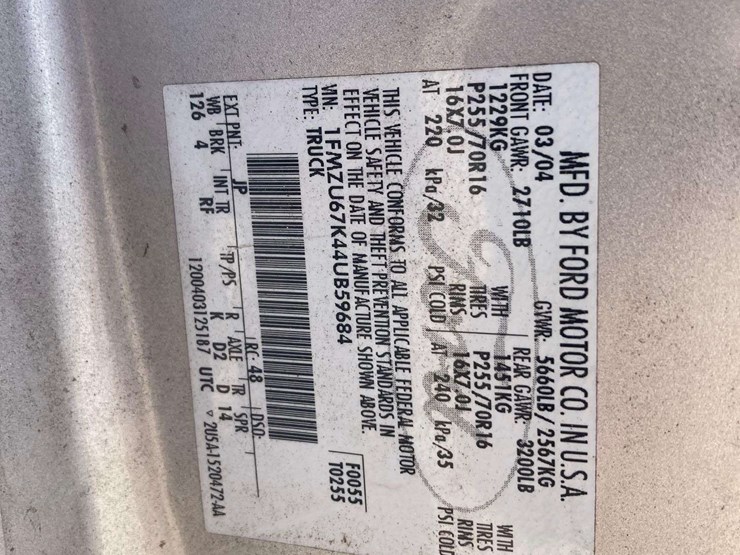 MFD. BY FORD MOTOR CO. IN U.S.A.
DATE: 03/04 GVWR: 5660LB / 2567KG
FRONT GAWR: 2710LB REAR GAWR: 3200LB
1229KG WITH 1451KG WITH
P255/70R16 TIRES P255/70R16 TIRES
16X7.0J RIMS 16X7.0J RIMS
AT 220 kPa/32 PSI COLD AT 240 kPa/35 PSI COLD
THIS VEHICLE CONFORMS TO ALL APPLICABLE FEDERAL MOTOR
VEHICLE SAFETY AND THEFT PREVENTION STANDARDS IN
EFFECT ON THE DATE OF MANUFACTURE SHOWN ABOVE.
VIN: 1FMZU67K44UB59684 F0055
TYPE: TRUCK T0255
EXT PNT: JP RC: 48 DSO:
WB BRK INT TR TP/PS R AXLE TR SPR
126 4 RF K D2 D 14
1200403125187 UTC ▽ 2U5A-1520472-AA